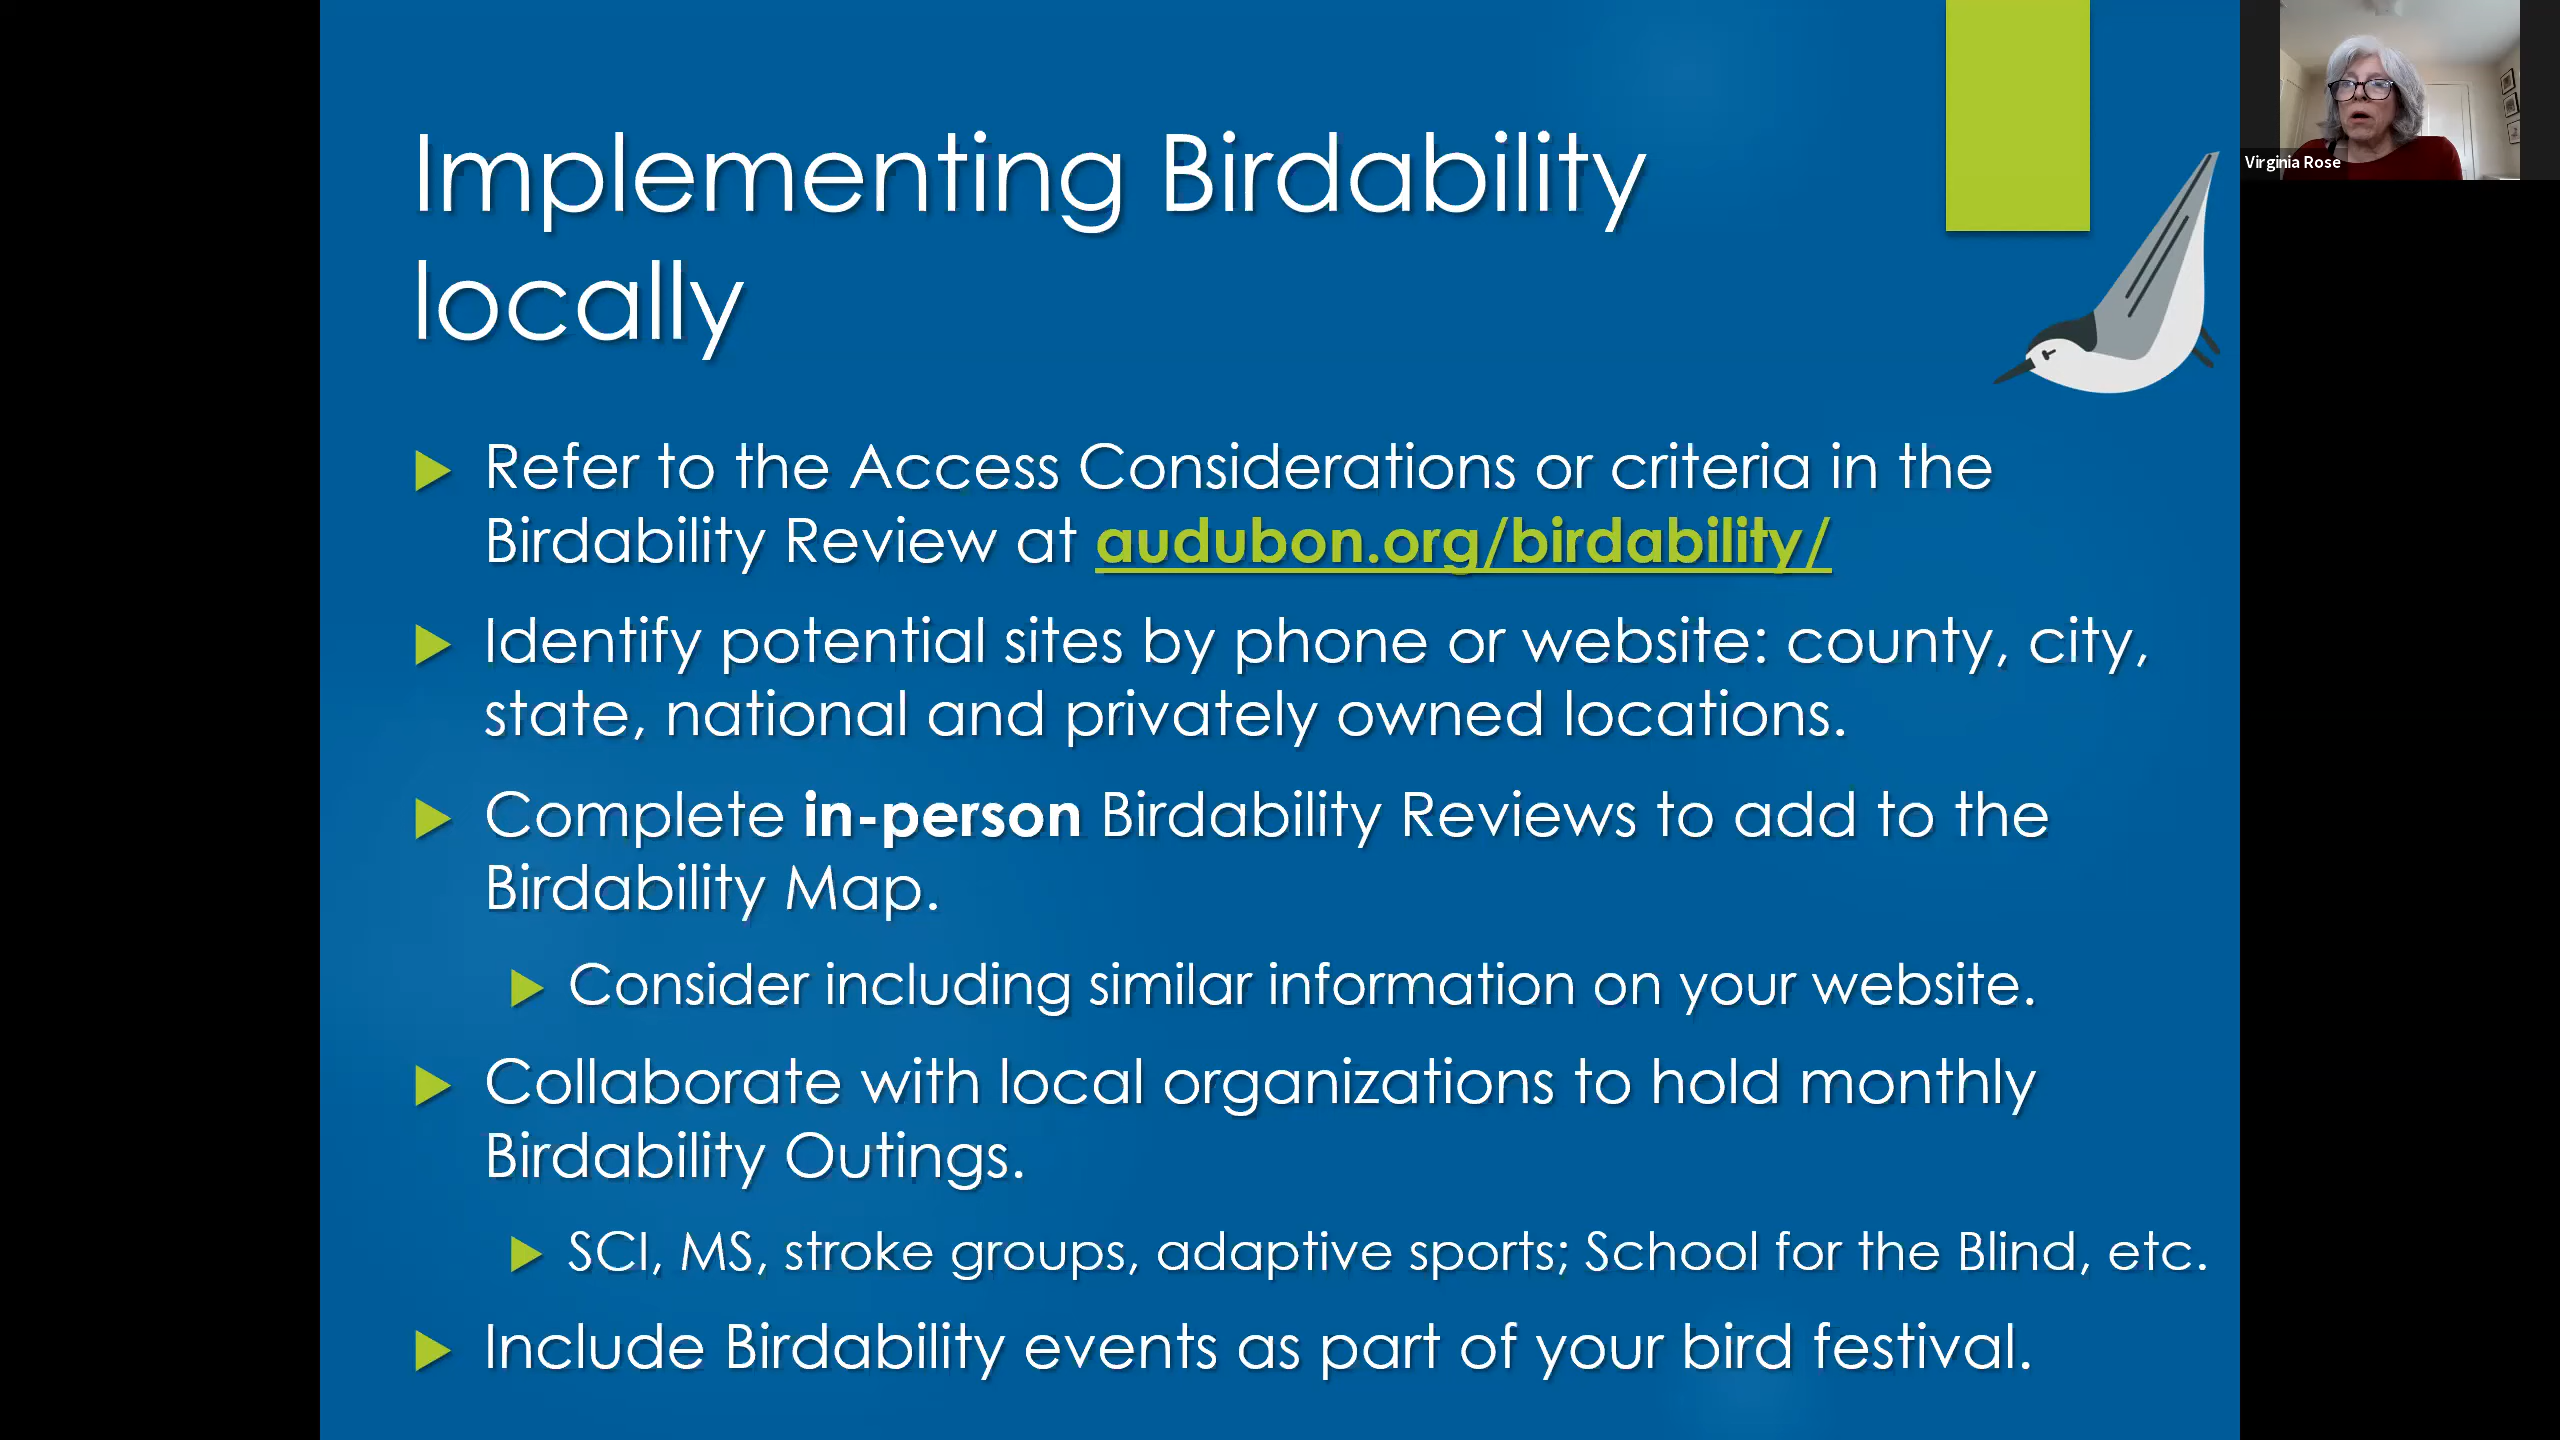 Implementing Birdability
locally
Virginia Rose
Refer to the Access Considerations or criteria in the
Birdability Review at audubon.org/birdability/
Identify potential sites by phone or website: county, city,
state, national and privately owned locations.
Complete in-person Birdability Reviews to add to the
Birdability Map.
Consider including similar information on your website.
Collaborate with local organizations to hold monthly
Birdability Outings.
SCI, MS, stroke groups, adaptive sports; School for the Blind, etc.
Include Birdability events as part of your bird festival.